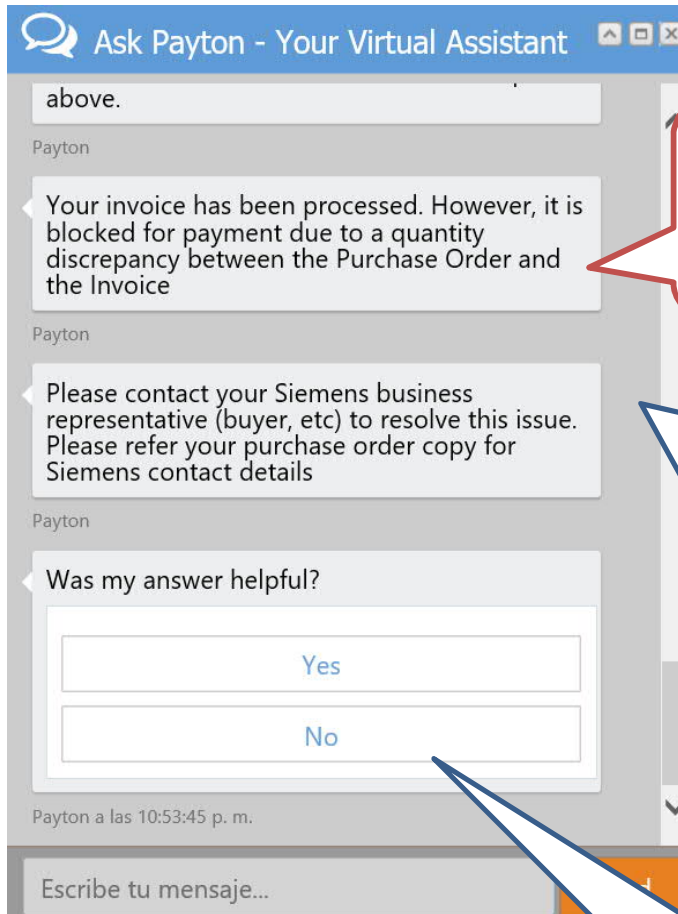 Ask Payton - Your Virtual Assistant
above.
Payton
Your invoice has been processed. However, it is
blocked for payment due to a quantity
discrepancy between the Purchase Order and
the Invoice
Payton
Please contact your Siemens business
representative (buyer, etc) to resolve this issue.
Please refer your purchase order copy for
Siemens contact details
Payton
Was my answer helpful?
Yes
No
Payton a las 10:53:45 p. m.
Escribe tu mensaje...